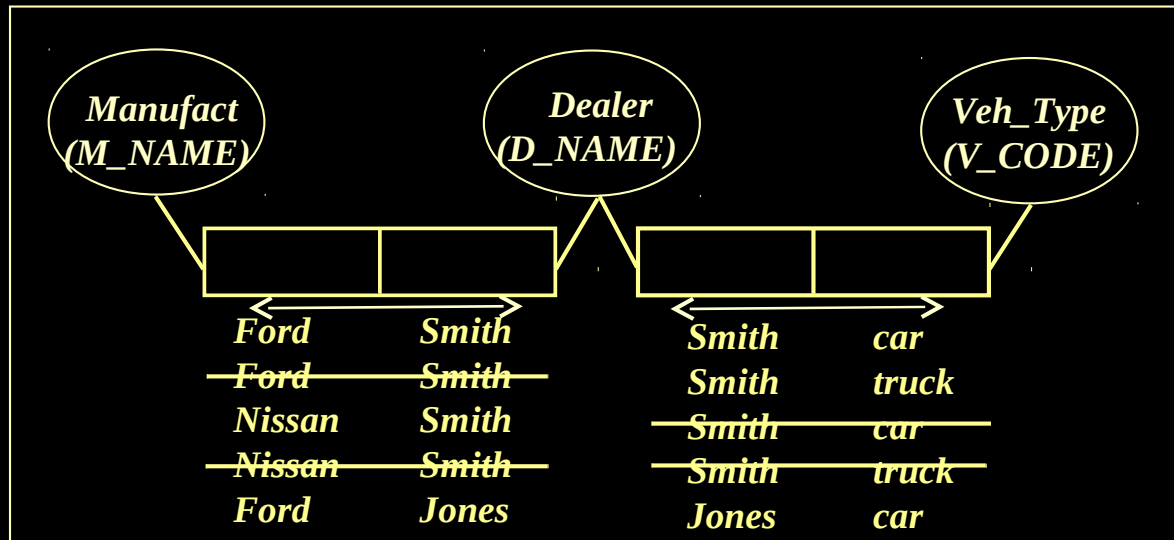 Manufact
(M_NAME)
Dealer
(D_NAME)
Veh_Type
(V_CODE)
Ford Smith
Ford Smith
Nissan Smith
Nissan Smith
Ford Jones
Smith car
Smith truck
Smith car
Smith truck
Jones car